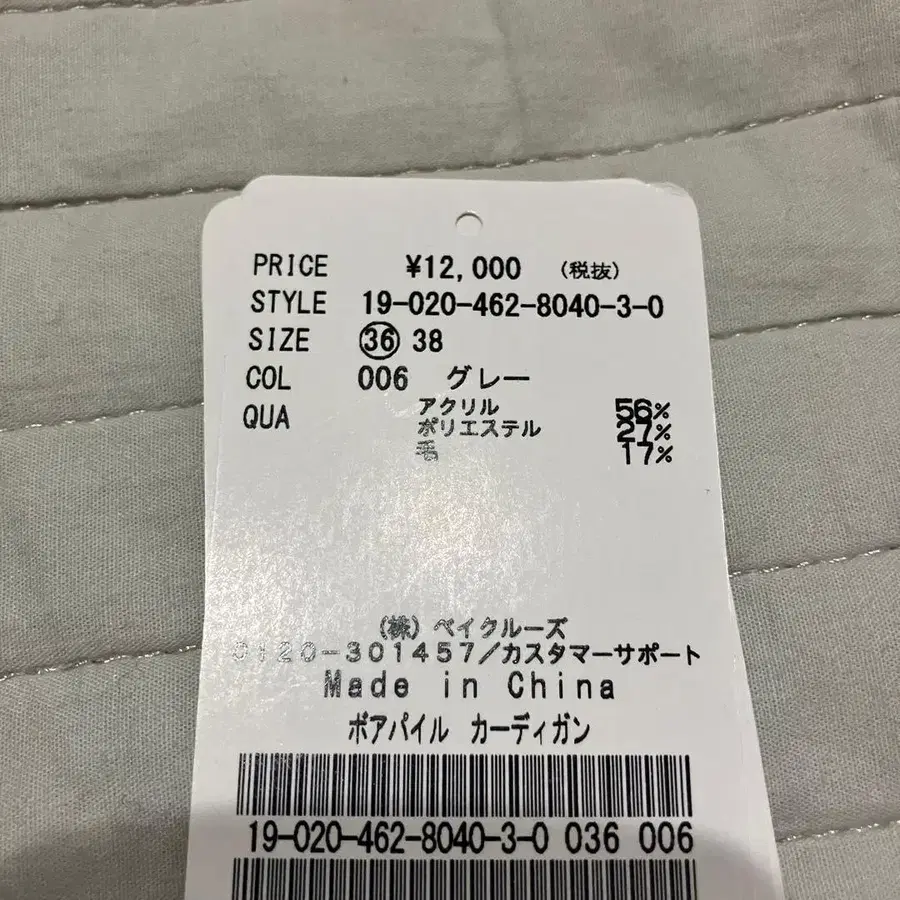 PRICE ¥12,000 (税抜)
STYLE 19-020-462-8040-3-0
SIZE 36 38
COL 006 グレー
QUA アクリル 56%
ポリエステル 27%
毛 17%
(株) ベイクルーズ
0120-301457/カスタマーサポート
Made in China
ボアパイル カーディガン
19-020-462-8040-3-0 036 006